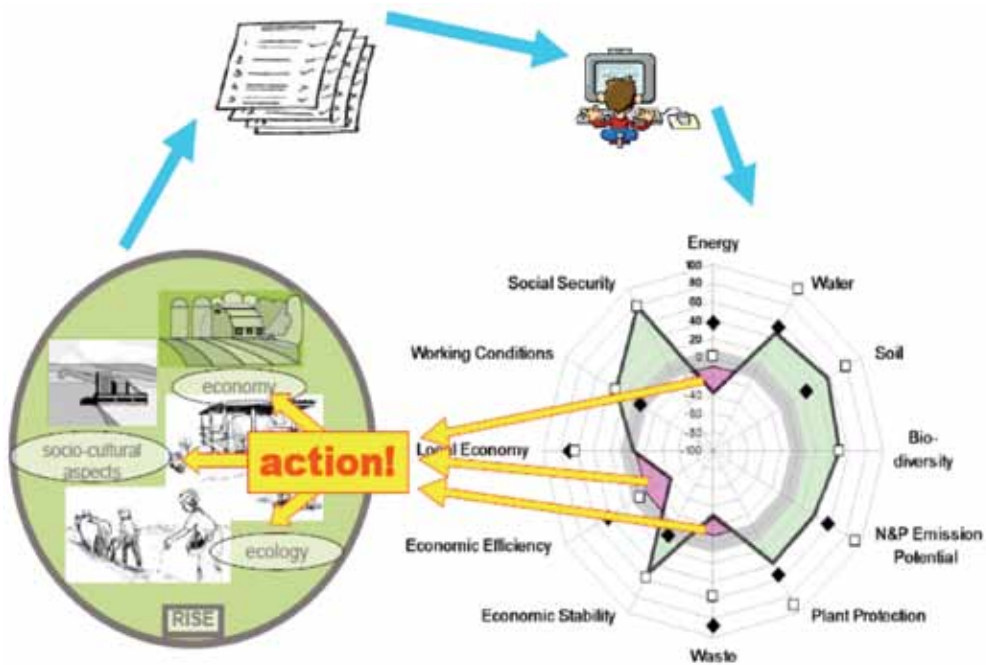 Energy
100
80
60
40
20
0
-40
-60
-80
-100
Water
Soil
Bio-
diversity
N&P Emission
Potential
Plant Protection
Waste
Economic Stability
Economic Efficiency
Local Economy
Working Conditions
Social Security
economy
socio-cultural
aspects
action!
ecology
RISE